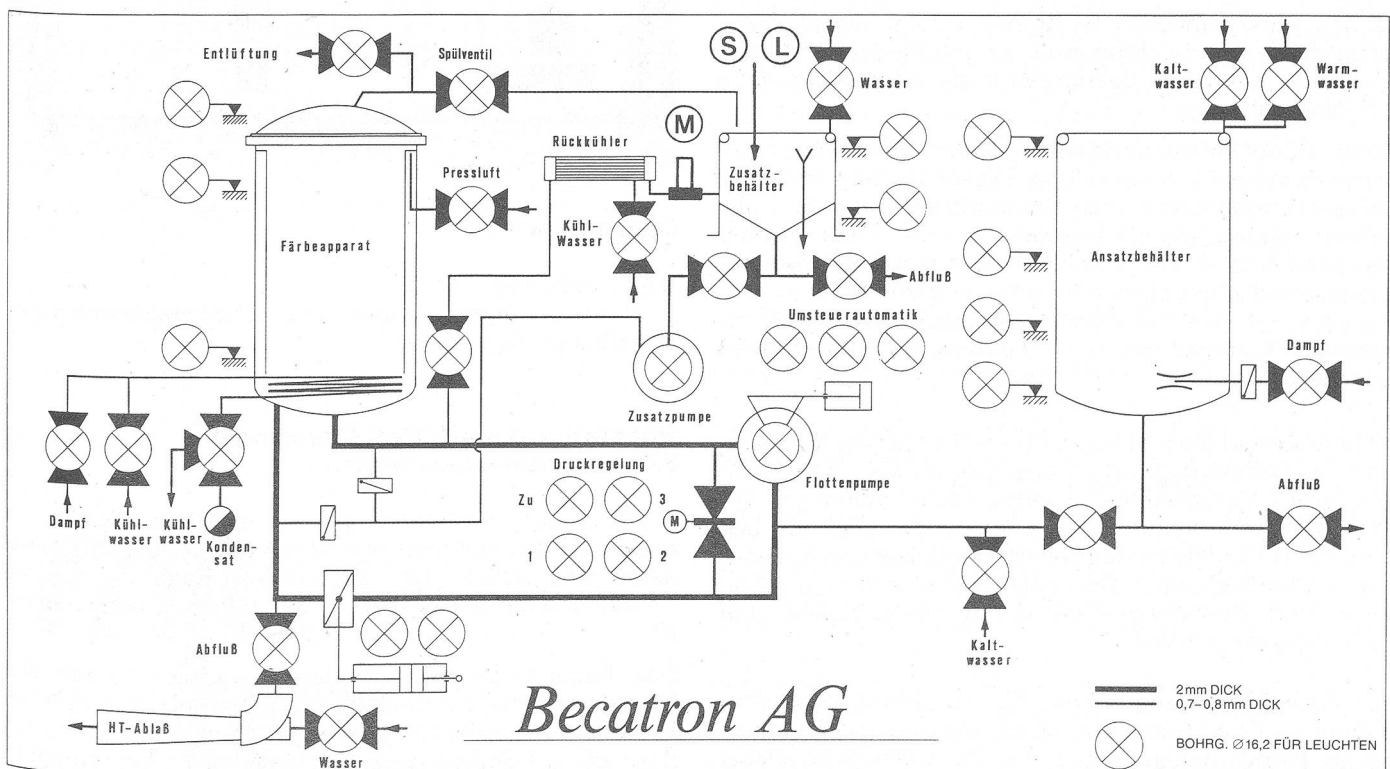 Entlüftung
Spülventil
S
L
Wasser
Kalt-
wasser
Warm-
wasser
M
Rückkühler
Zusatz-
behälter
Pressluft
Färbeapparat
Kühl-
Wasser
Ansatzbehälter
Abfluß
Umsteuerautomatik
Dampf
Zusatzpumpe
Druckregelung
Zu
3
Flottenpumpe
Abfluß
M
1
2
Dampf
Kühl-
wasser
Kühl-
wasser
Konden-
sat
Kalt-
wasser
Abfluß
HT-Ablaß
Wasser
Becatron AG
2mm DICK
0,7–0,8mm DICK
BOHRG. Ø16,2 FÜR LEUCHTEN